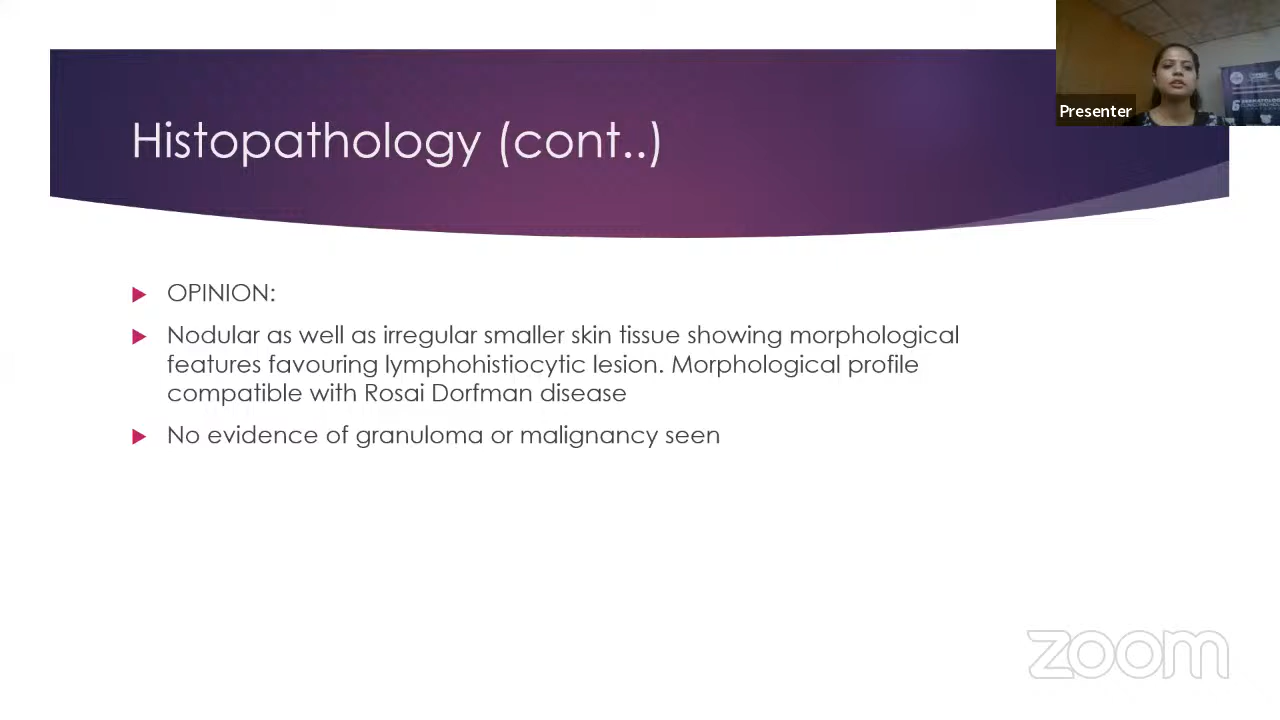 Presenter
Histopathology (cont..)
OPINION:
Nodular as well as irregular smaller skin tissue showing morphological
features favouring lymphohistiocytic lesion. Morphological profile
compatible with Rosai Dorfman disease
No evidence of granuloma or malignancy seen
zoom